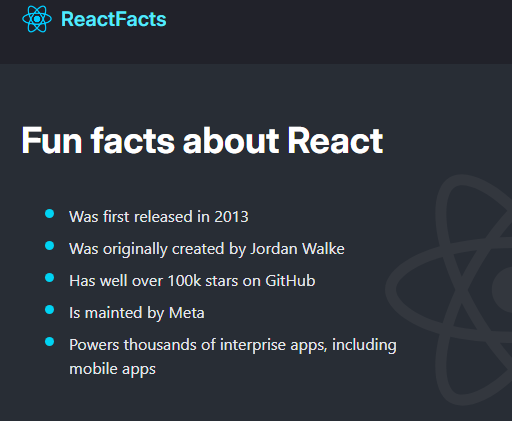 ReactFacts
Fun facts about React
Was first released in 2013
Was originally created by Jordan Walke
Has well over 100k stars on GitHub
Is mainted by Meta
Powers thousands of interprise apps, including
mobile apps